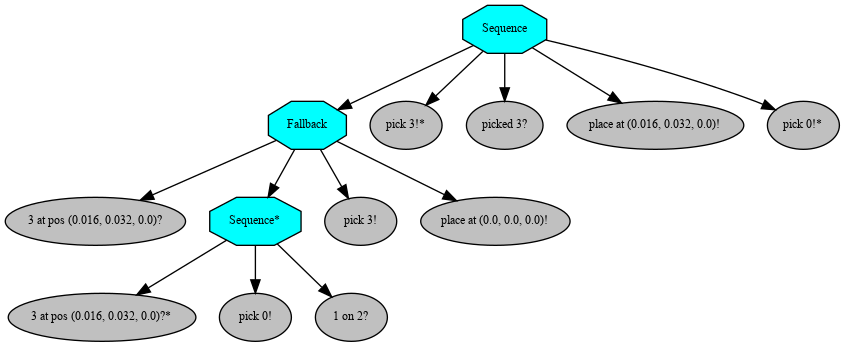 Sequence
Fallback
pick 3!*
picked 3?
place at (0.016, 0.032, 0.0)!
pick 0!*
3 at pos (0.016, 0.032, 0.0)?
Sequence*
pick 3!
place at (0.0, 0.0, 0.0)!
3 at pos (0.016, 0.032, 0.0)?*
pick 0!
1 on 2?